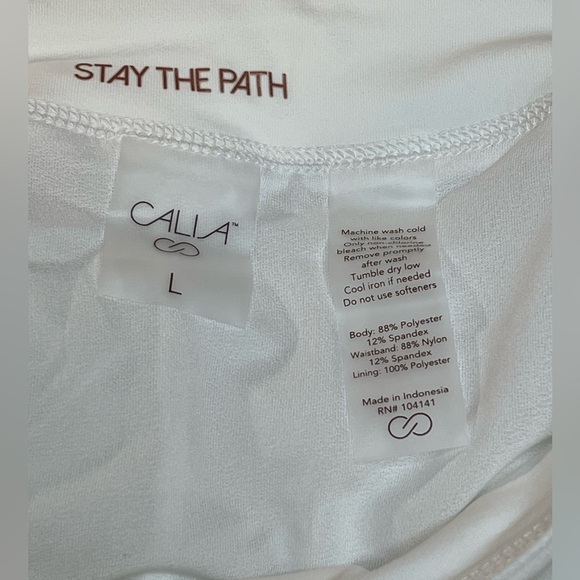 STAY THE PATH
CALIA™
L
Machine wash cold
with like colors
Only non-chlorine
bleach when needed
Remove promptly
after wash
Tumble dry low
Cool iron if needed
Do not use softeners
Body: 88% Polyester
12% Spandex
Waistband: 88% Nylon
12% Spandex
Lining: 100% Polyester
Made in Indonesia
RN# 104141